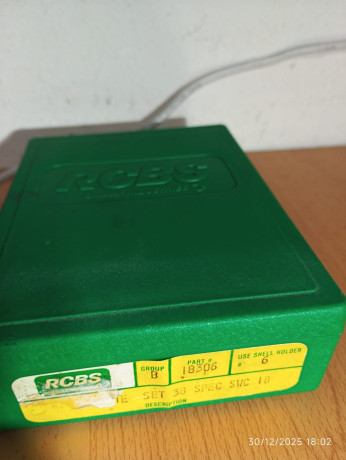 RCBS
RCBS
GROUP
B
PART #
18306
USE SHELL HOLDER
# 6
SET 38 SPEC SWC 18
DESCRIPTION
30/12/2025 18:02